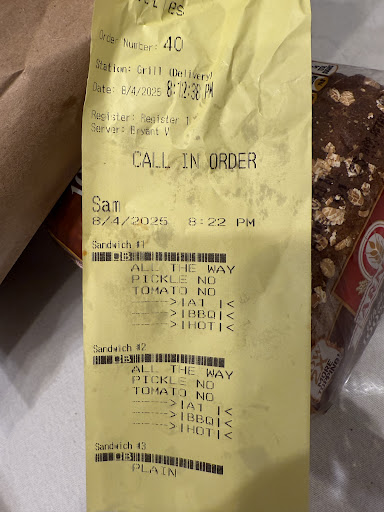 Order Number: 40
Station: Grill (Delivery)
Date: 8/4/2025 8:12:38 PM
Register: Register 1
Server: Bryant V
CALL IN ORDER
Sam
8/4/2025 8:22 PM
Sandwich #1
ALL THE WAY
PICKLE NO
TOMATO NO
------>|A1 |<
------>|BBQ|<
------>|HOT|<
Sandwich #2
ALL THE WAY
PICKLE NO
TOMATO NO
------>|A1 |<
------>|BBQ|<
------>|HOT|<
Sandwich #3
PLAIN